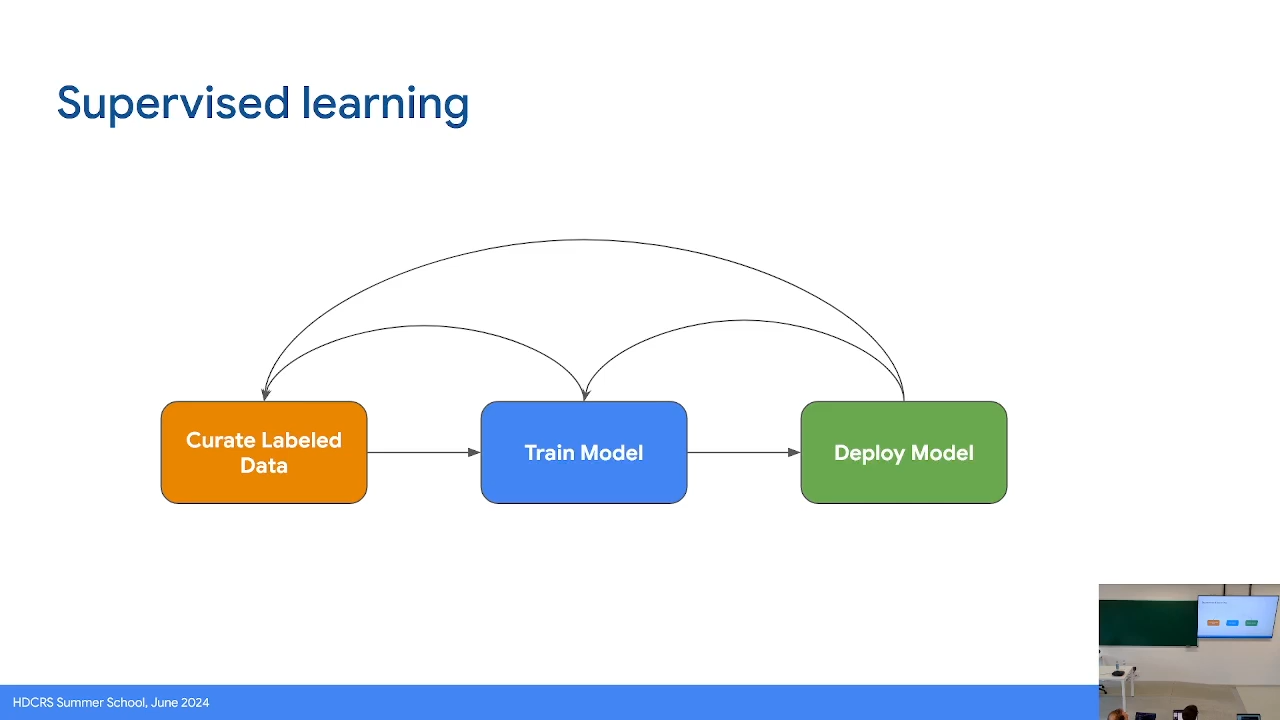 Supervised learning
Curate Labeled
Data
Train Model
Deploy Model
HDCRS Summer School, June 2024